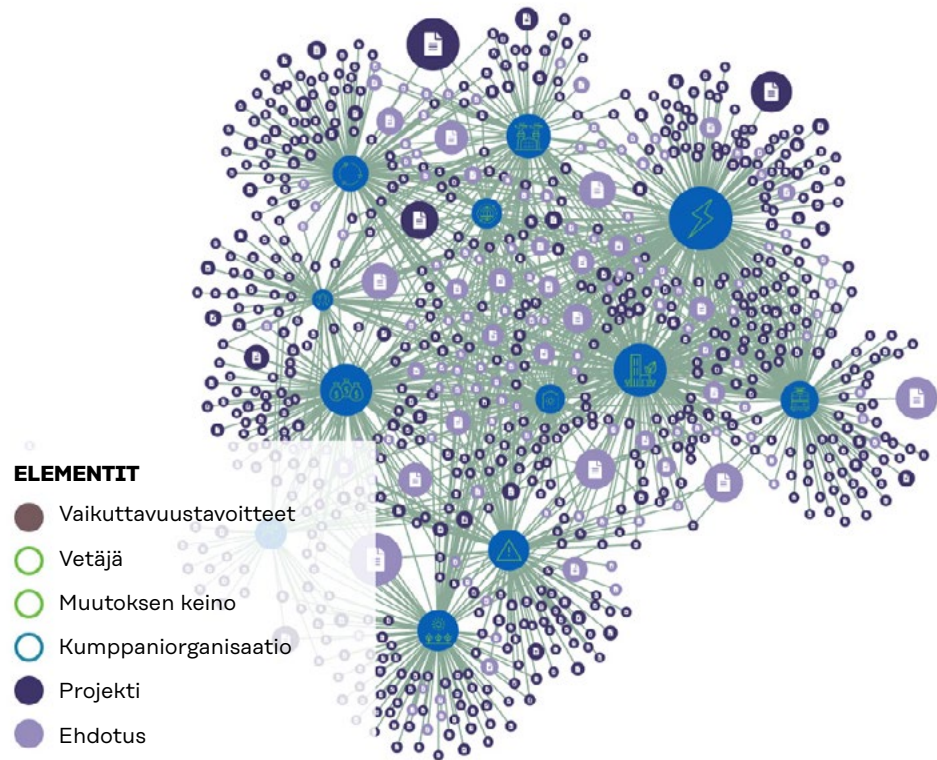 ELEMENTIT
Vaikuttavuustavoitteet
Vetäjä
Muutoksen keino
Kumppaniorganisaatio
Projekti
Ehdotus